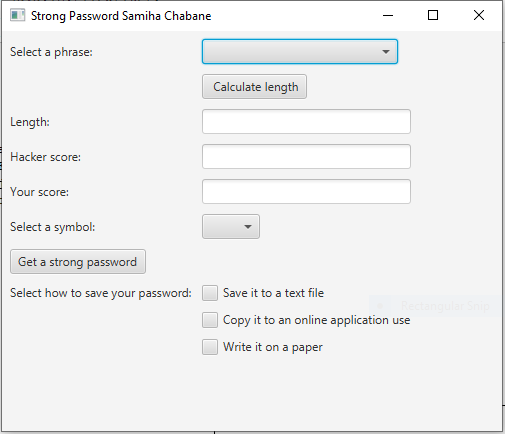 Strong Password Samiha Chabane
Select a phrase:
Calculate length
Length:
Hacker score:
Your score:
Select a symbol:
Get a strong password
Select how to save your password:
Save it to a text file
Rectangular Snip
Copy it to an online application use
Write it on a paper